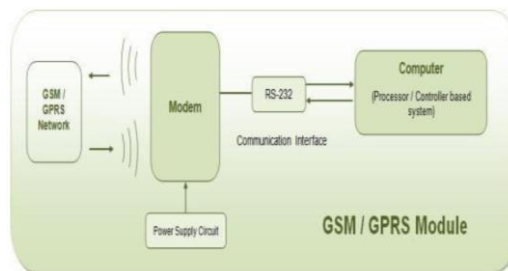 GSM /
GPRS
Network
Modem
RS-232
Communication Interface
Computer
(Processor / Controller based
system)
Power Supply Circuit
GSM / GPRS Module